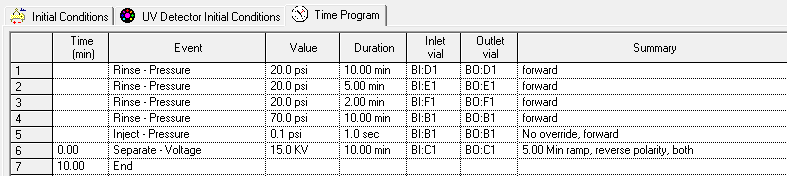 Initial Conditions UV Detector Initial Conditions Time Program
Time (min) Event Value Duration Inlet vial Outlet vial Summary
1 Rinse - Pressure 20.0 psi 10.00 min BI:D1 BO:D1 forward
2 Rinse - Pressure 20.0 psi 5.00 min BI:E1 BO:E1 forward
3 Rinse - Pressure 20.0 psi 2.00 min BI:F1 BO:F1 forward
4 Rinse - Pressure 70.0 psi 10.00 min BI:B1 BO:B1 forward
5 Inject - Pressure 0.1 psi 1.0 sec BI:B1 BO:B1 No override, forward
6 0.00 Separate - Voltage 15.0 KV 10.00 min BI:C1 BO:C1 5.00 Min ramp, reverse polarity, both
7 10.00 End